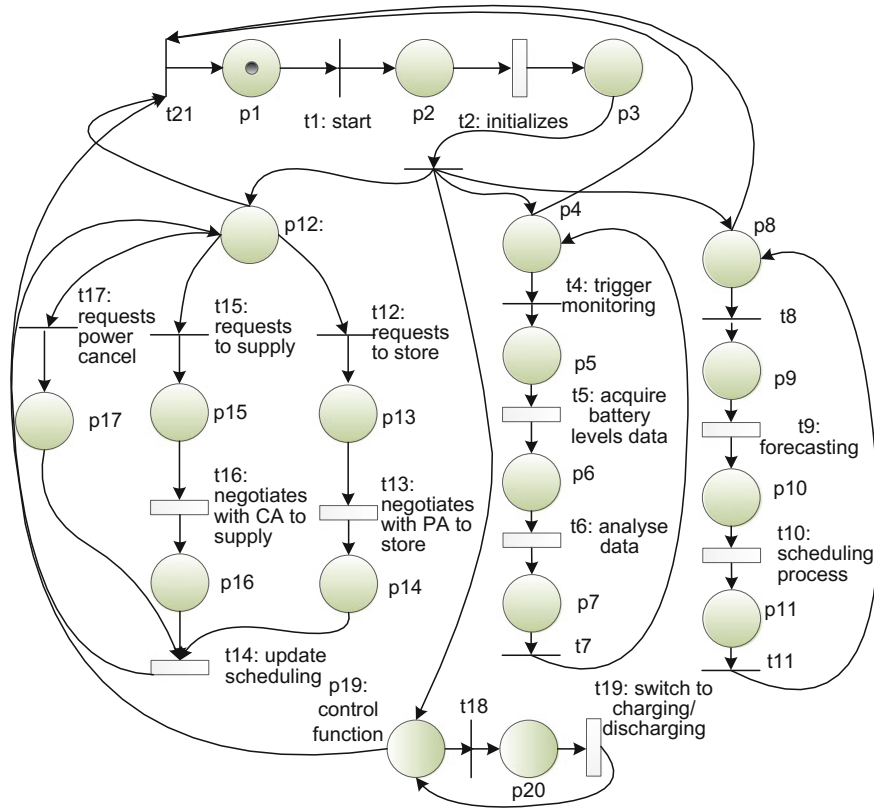 t21
p1
t1: start
p2
t2: initializes
p3
p12:
p4
p8
t17:
requests
power
cancel
t15:
requests
to supply
t12:
requests
to store
t4: trigger
monitoring
t8
p5
p9
p17
p15
p13
t5: acquire
battery
levels data
t9:
forecasting
p6
p10
t16:
negotiates
with CA to
supply
t13:
negotiates
with PA to
store
t6: analyse
data
t10:
scheduling
process
p16
p14
p7
p11
t7
t11
t14: update
scheduling
p19:
control
function
t18
t19: switch to
charging/
discharging
p20